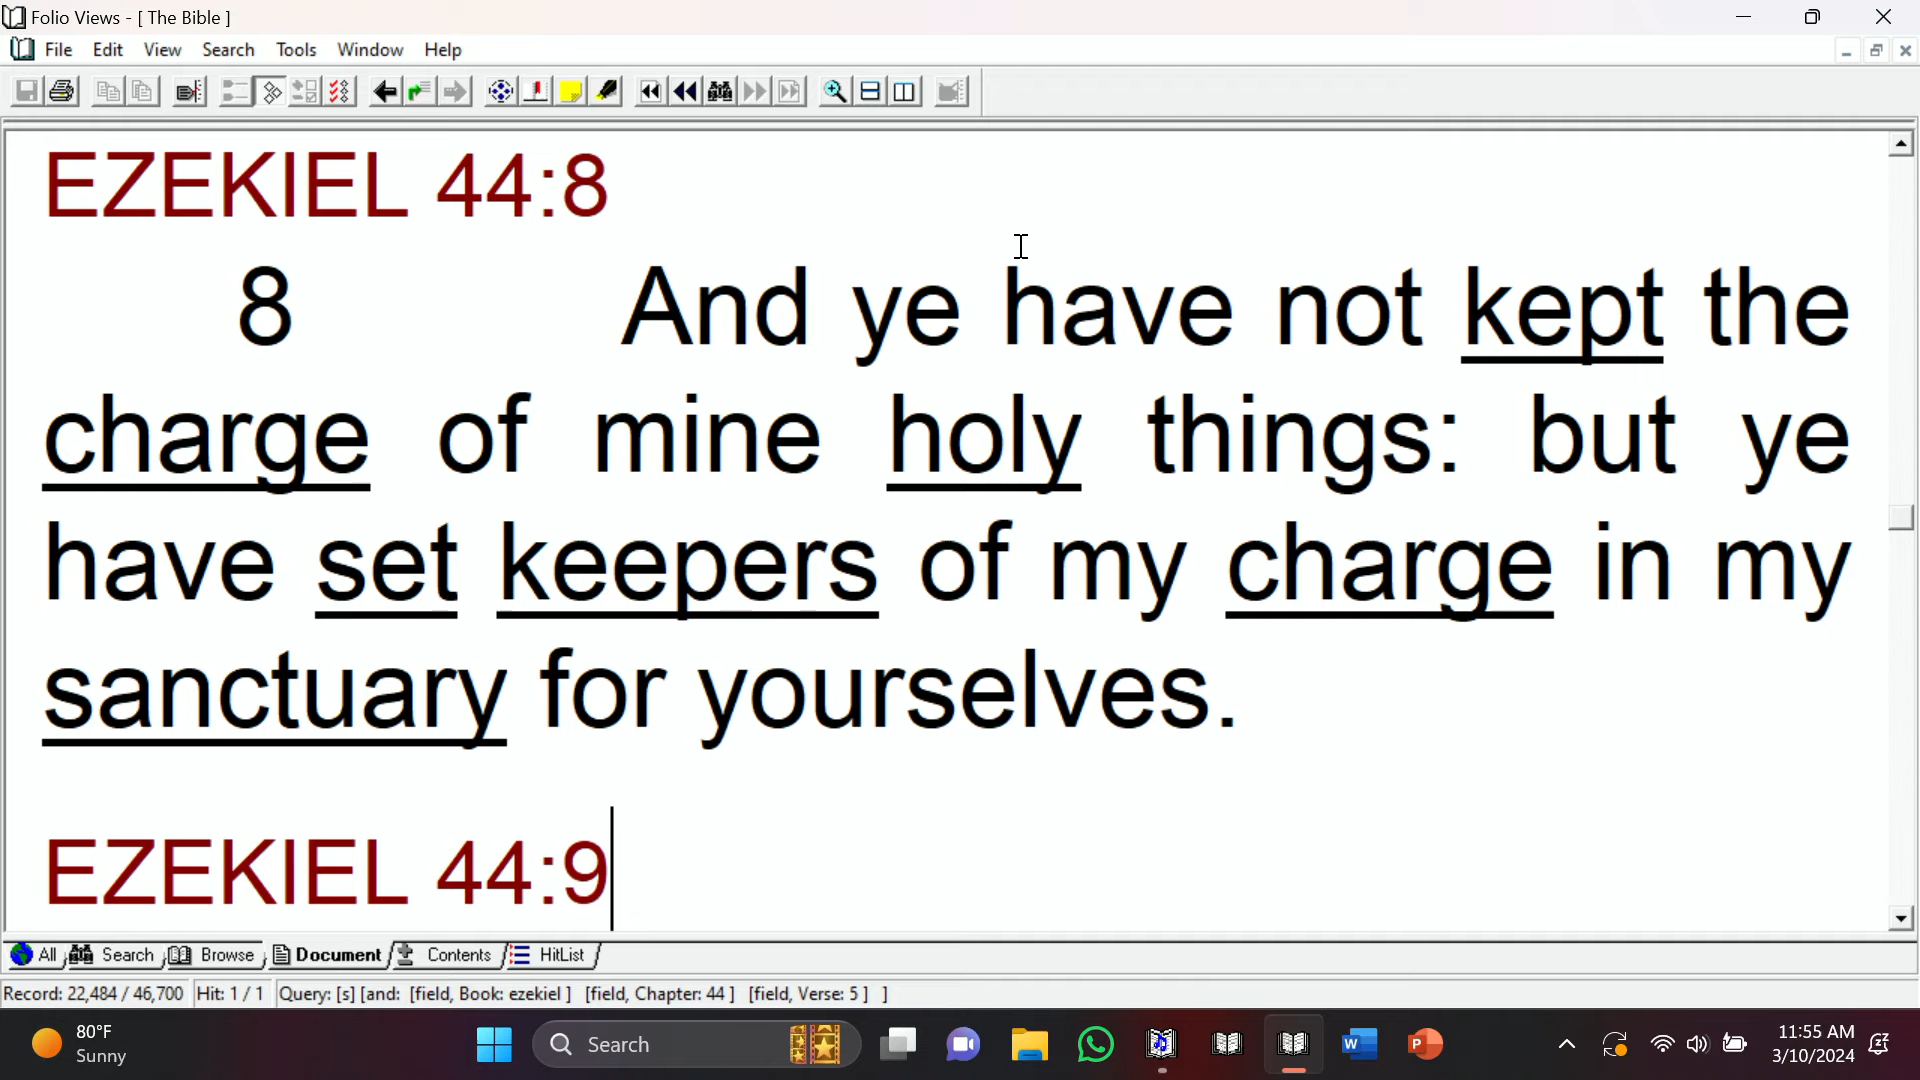 Folio Views - [ The Bible ]
File Edit View Search Tools Window Help
EZEKIEL 44:8
8 And ye have not kept the
charge of mine holy things: but ye
have set keepers of my charge in my
sanctuary for yourselves.
EZEKIEL 44:9
All Search Browse Document Contents HitList
Record: 22,484 / 46,700 Hit: 1 / 1 Query: [s] [and: [field, Book: ezekiel ] [field, Chapter: 44 ] [field, Verse: 5 ] ]
80°F
Sunny
Search
W
P
11:55 AM
3/10/2024